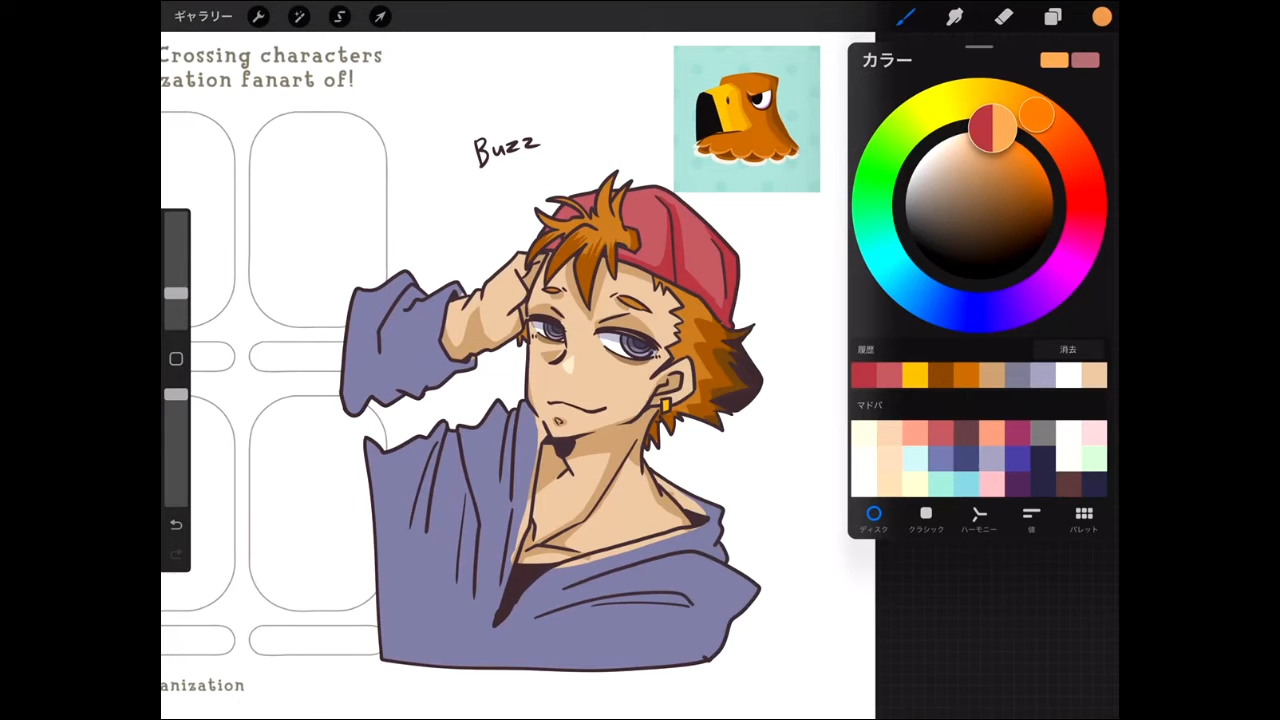 ギャラリー
Crossing characters
zation fanart of!
Buzz
カラー
履歴
消去
マドパ
ディスク
クラシック
ハーモニー
値
パレット
anization